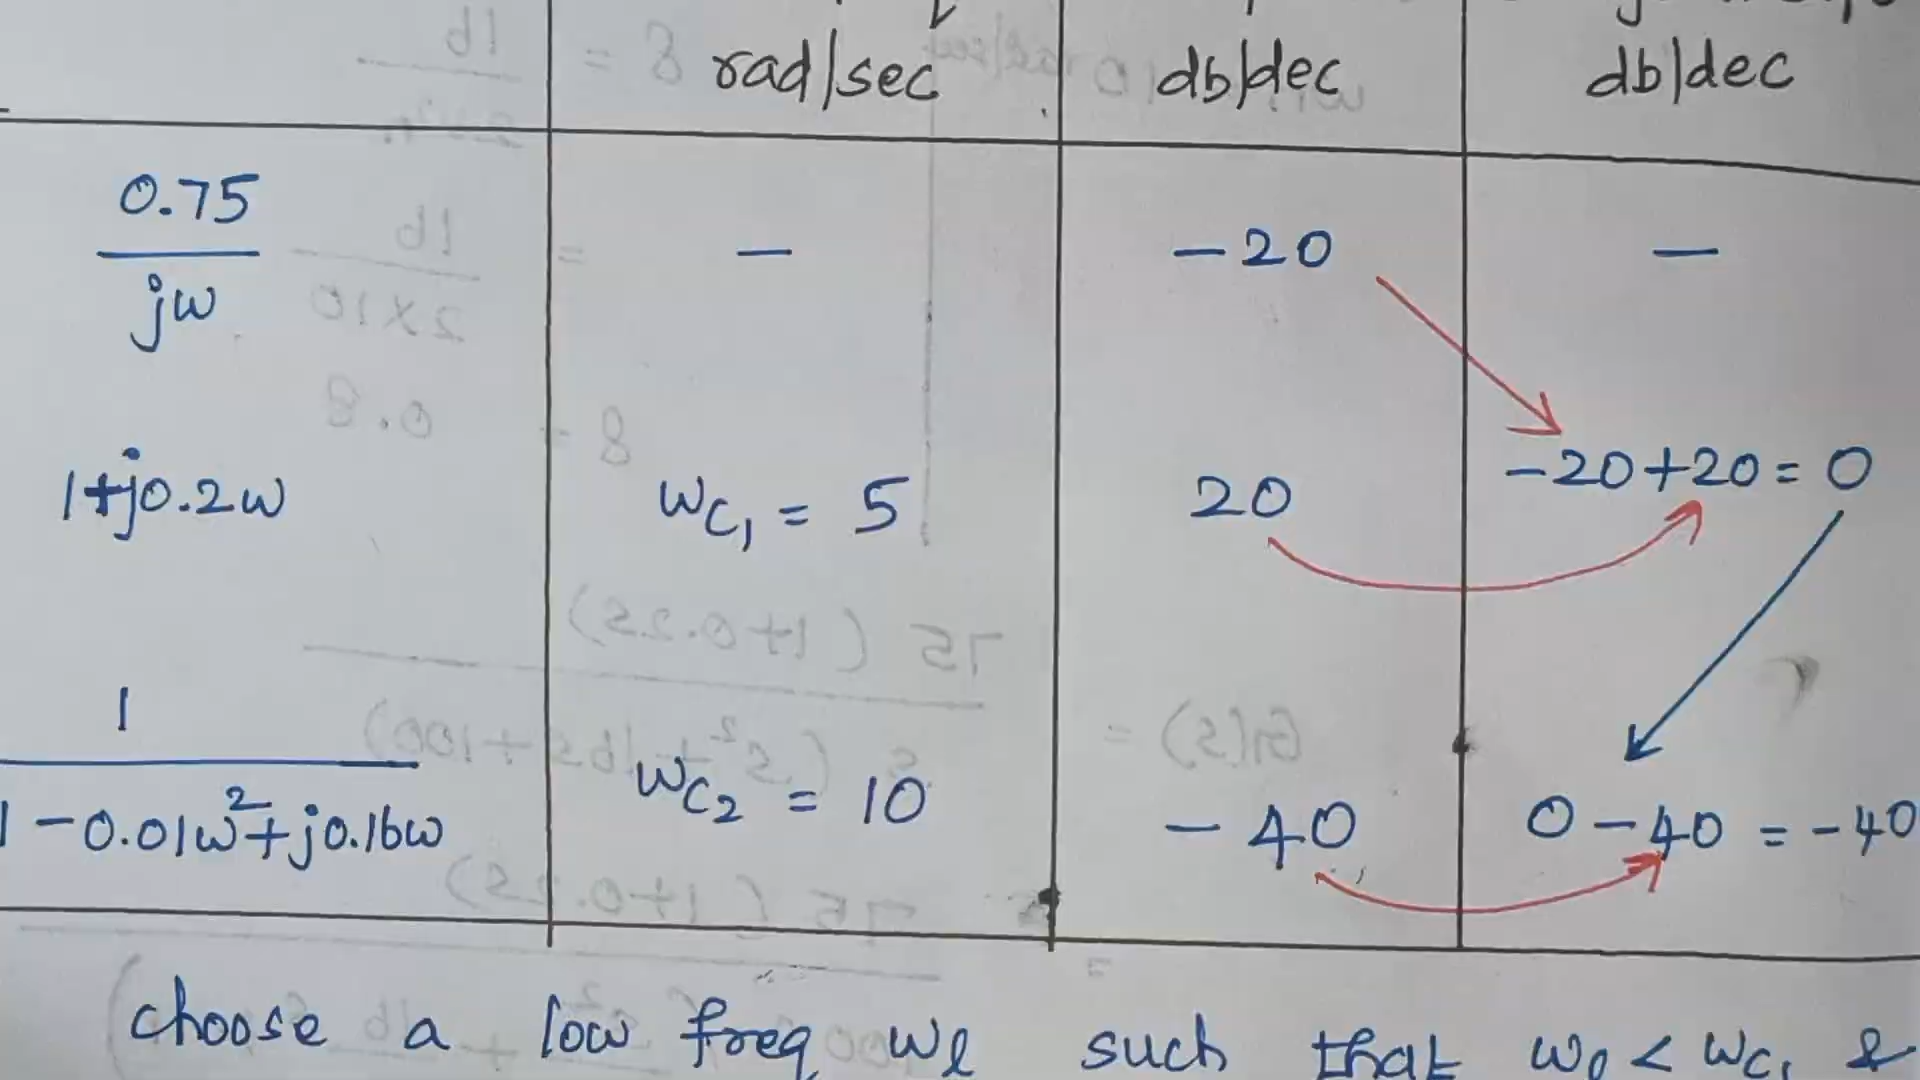 rad/sec db/dec db/dec
0.75
jω
— -20 —
1+j0.2ω ωc₁ = 5 20 -20+20 = 0
1
1-0.01ω²+j0.16ω ωc₂ = 10 -40 0-40 = -40
choose a low freq ωl such that ωl < ωc₁ &